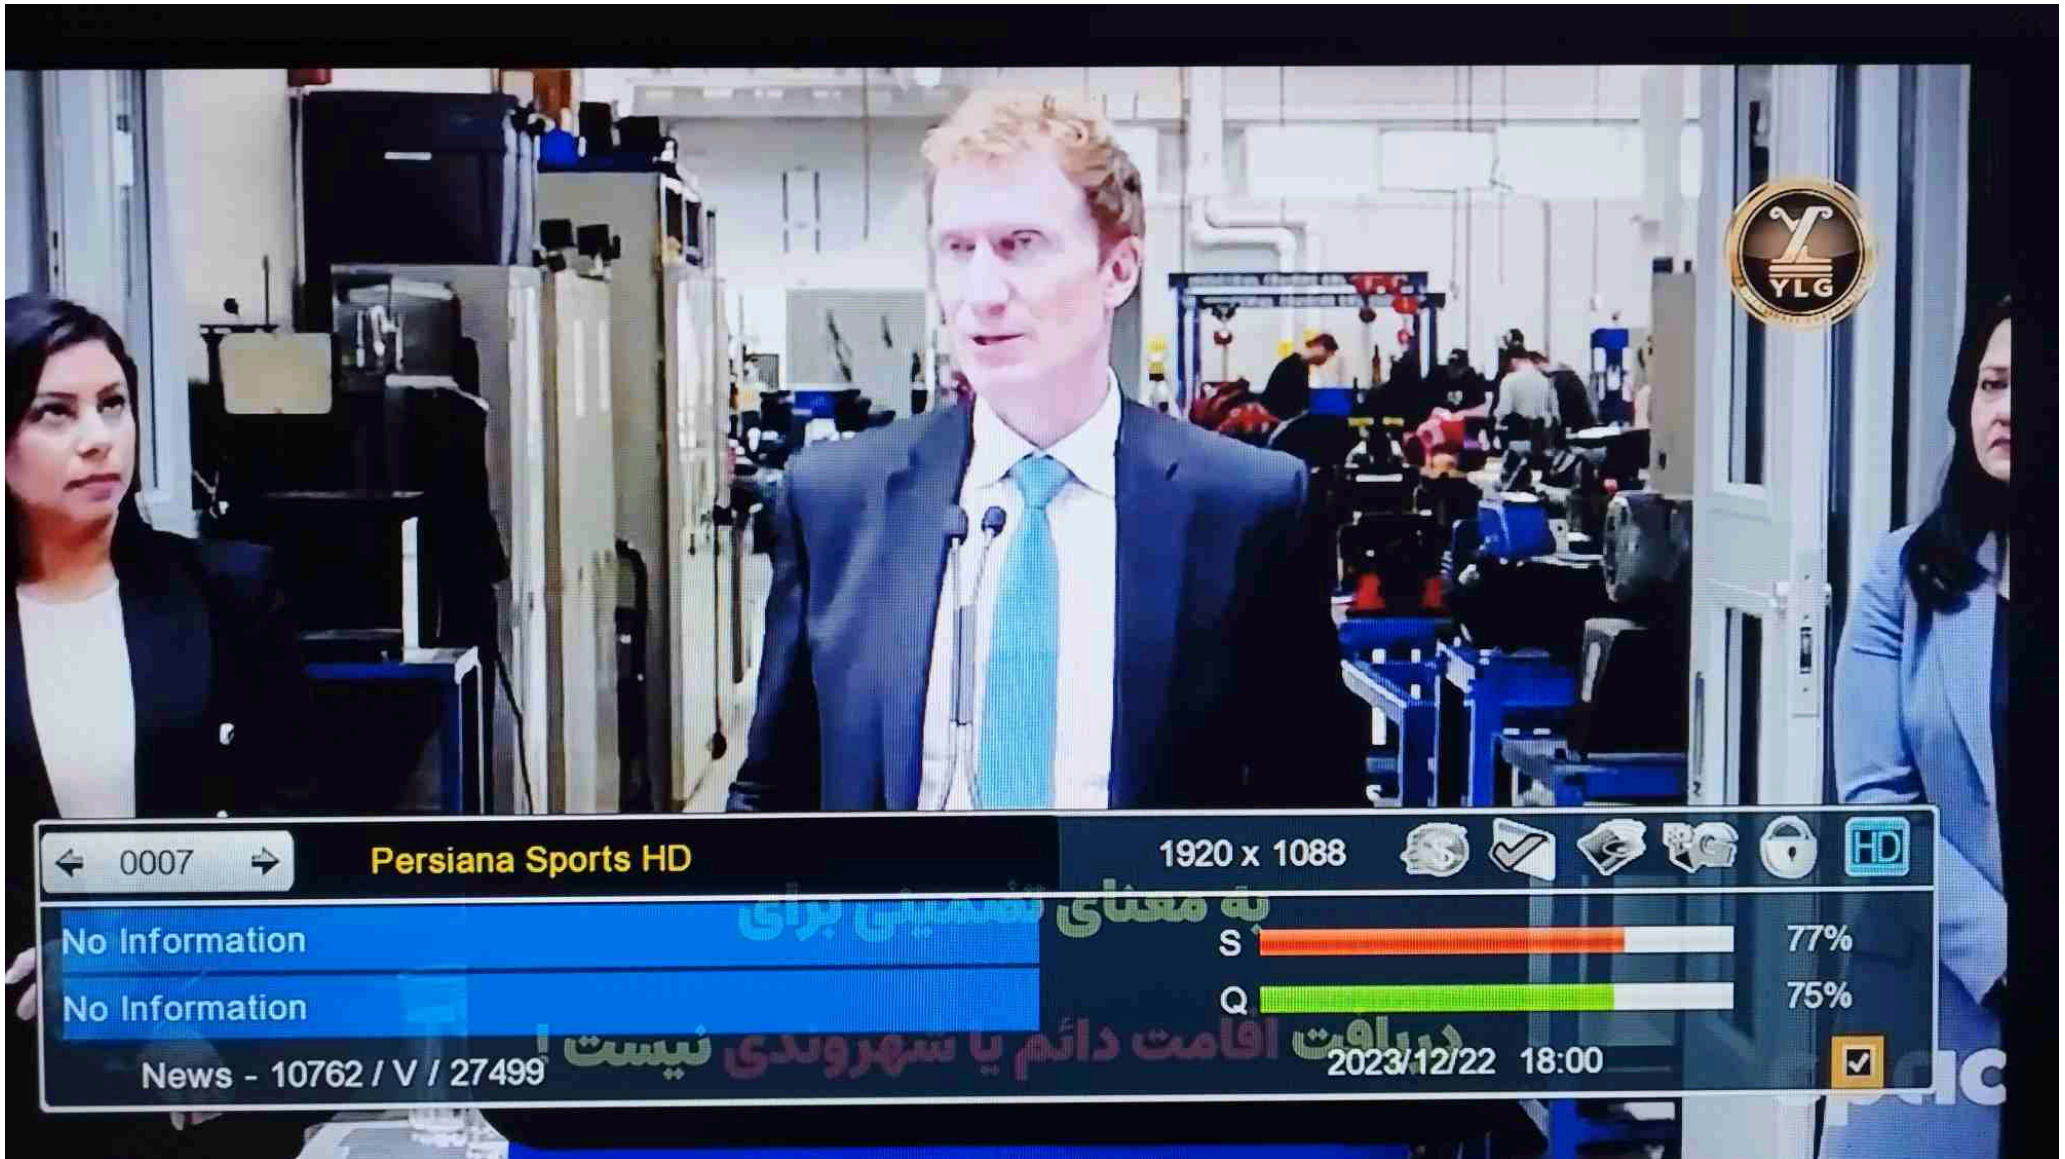 YLG
0007
Persiana Sports HD
1920 x 1088
HD
به معنای تضمینی برای
No Information
S
77%
No Information
Q
75%
دریافت اقامت دائم یا شهروندی نیست !
News - 10762 / V / 27499
2023/12/22 18:00
cpac